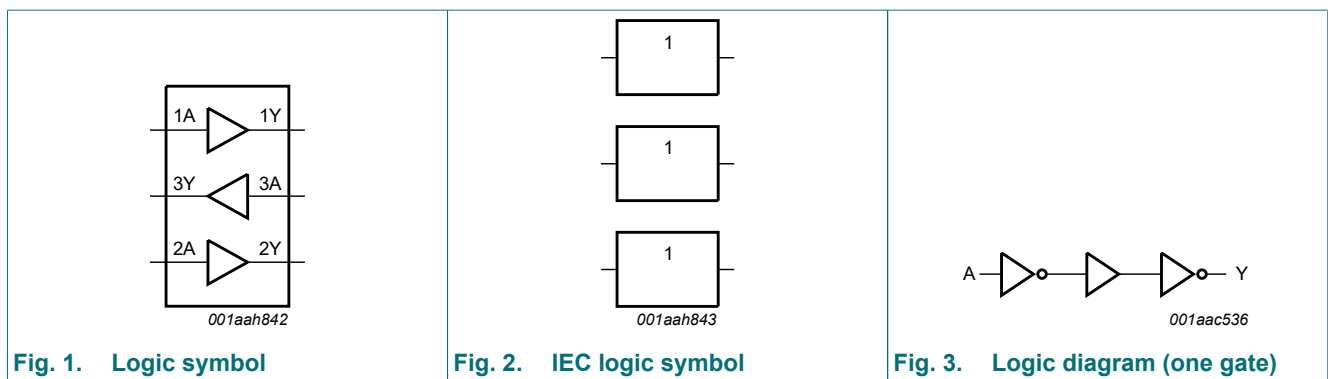 1A 1Y
3Y 3A
2A 2Y
001aah842
Fig. 1. Logic symbol
1
1
1
001aah843
Fig. 2. IEC logic symbol
A Y
001aac536
Fig. 3. Logic diagram (one gate)